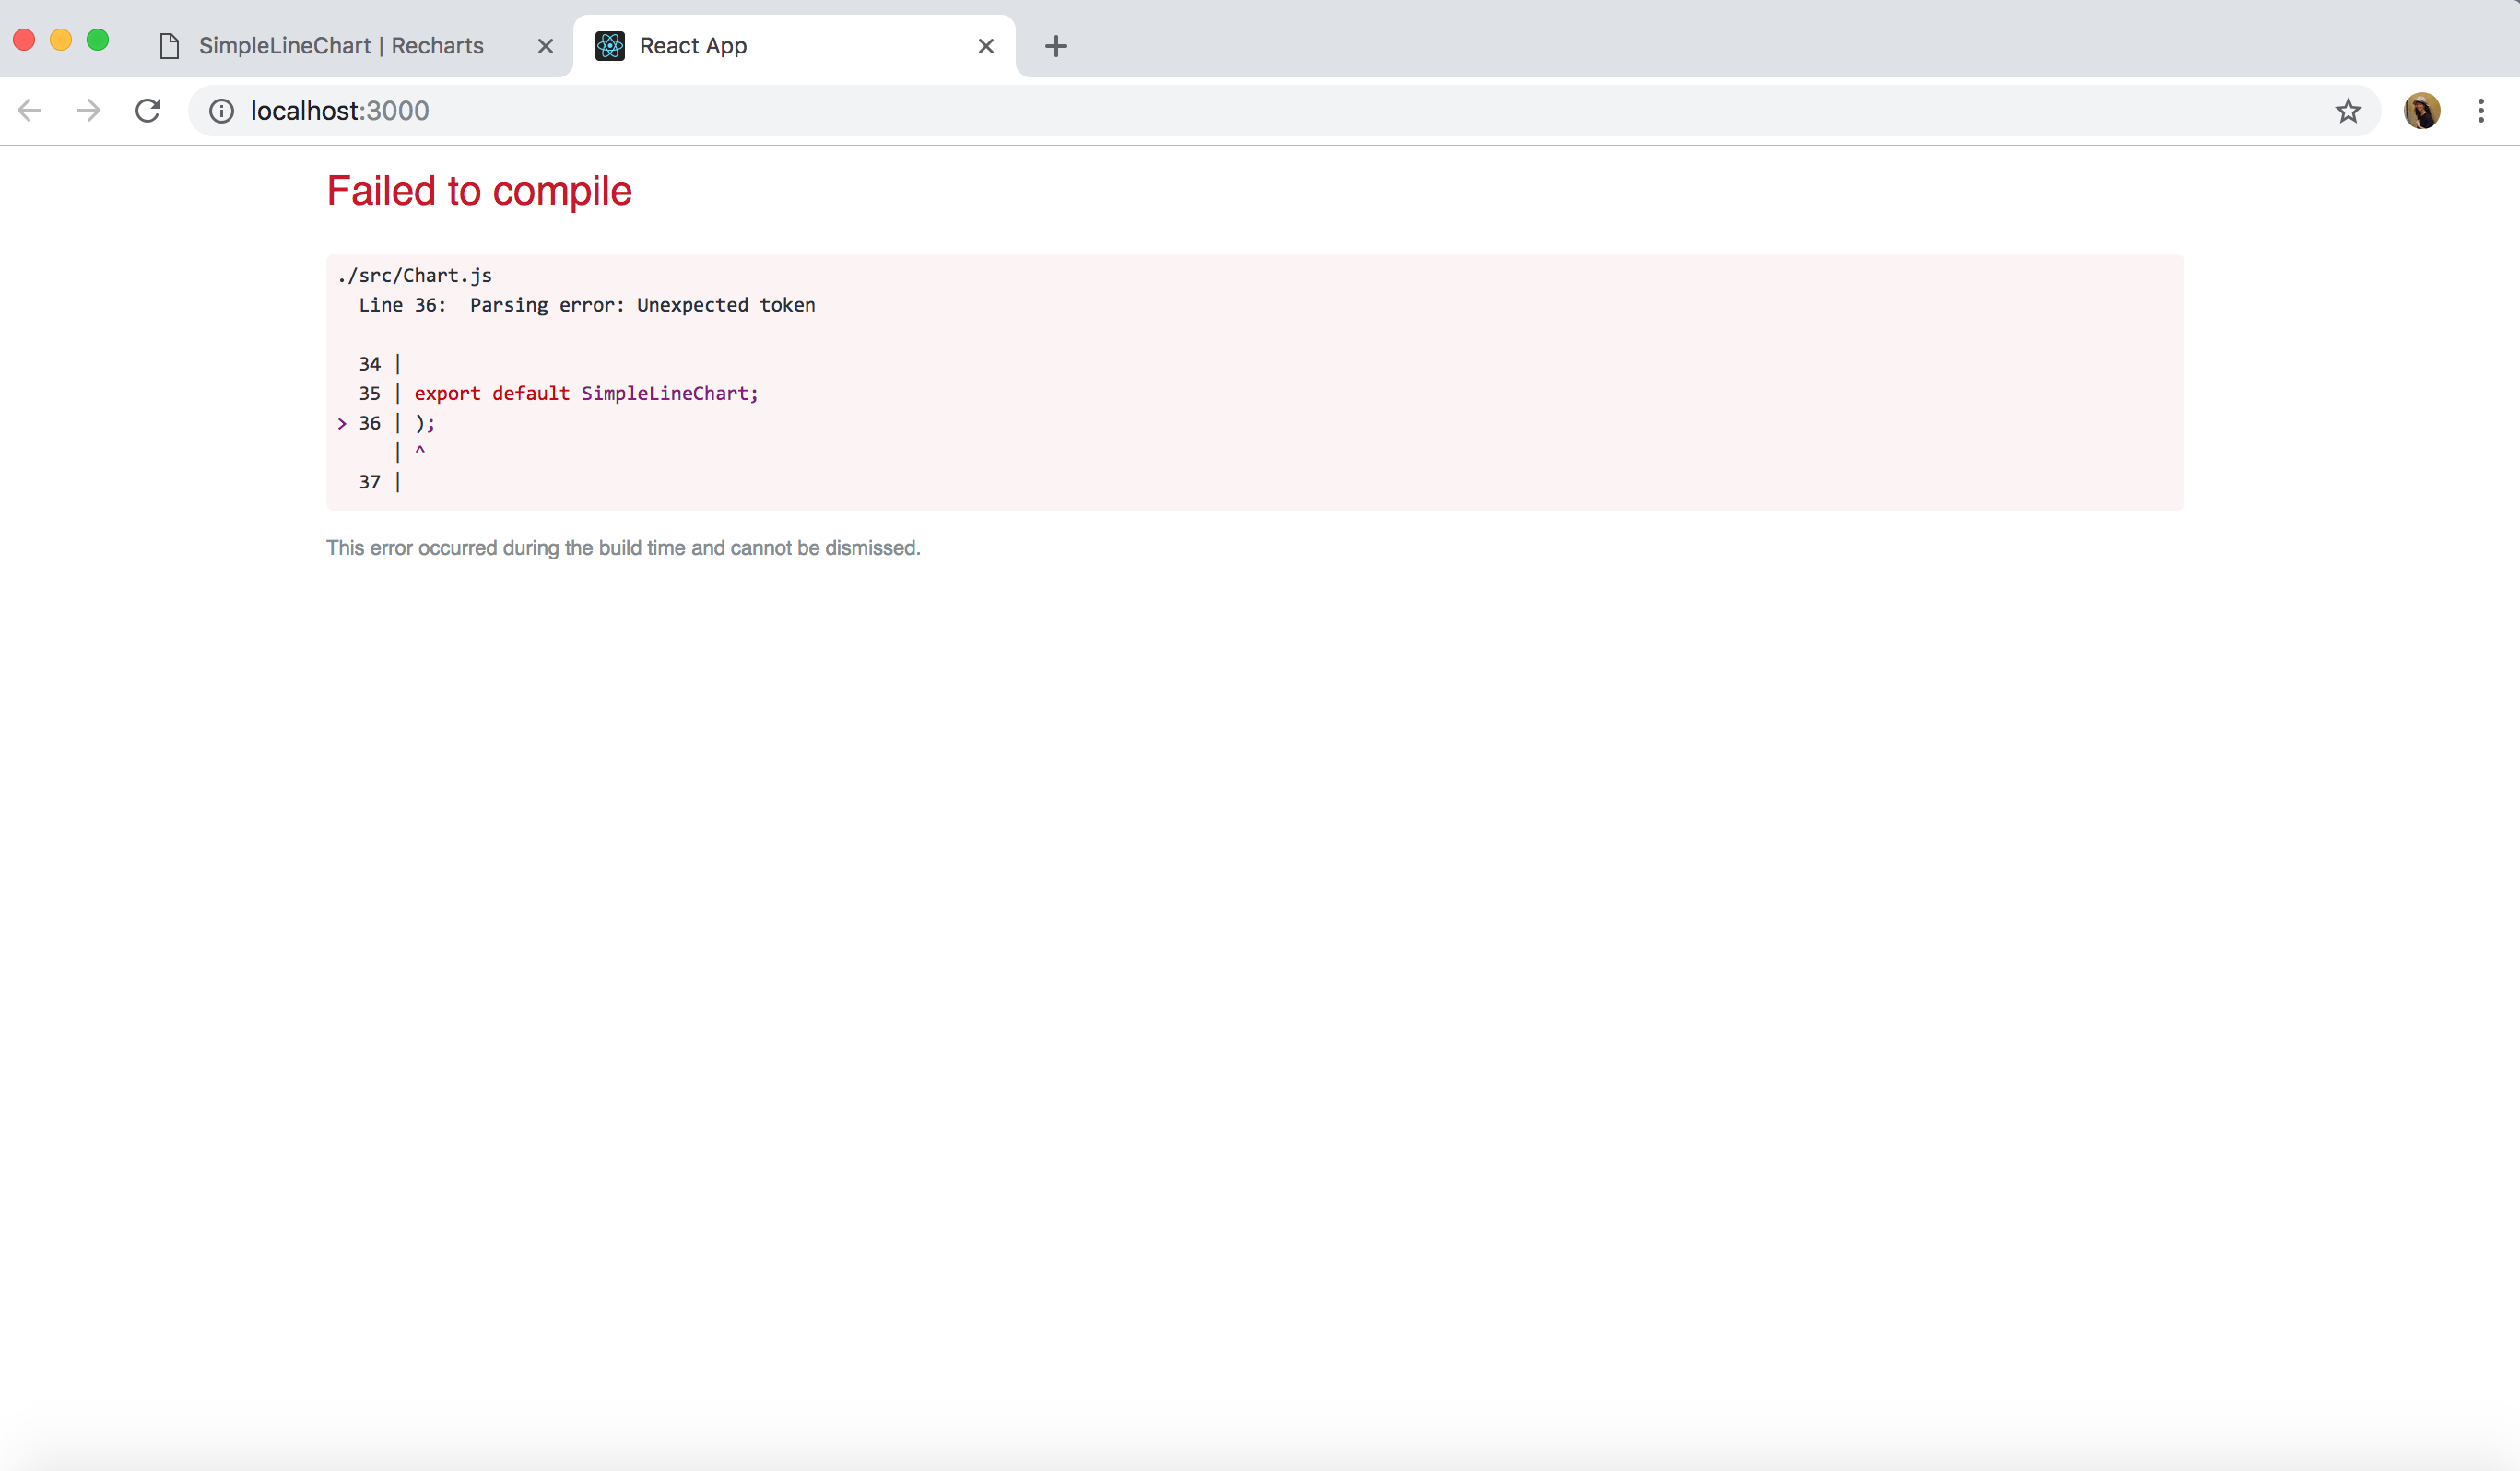 SimpleLineChart | Recharts
React App
localhost:3000
Failed to compile
./src/Chart.js
  Line 36:  Parsing error: Unexpected token
  34 |
  35 | export default SimpleLineChart;
> 36 | );
     | ^
  37 |
This error occurred during the build time and cannot be dismissed.